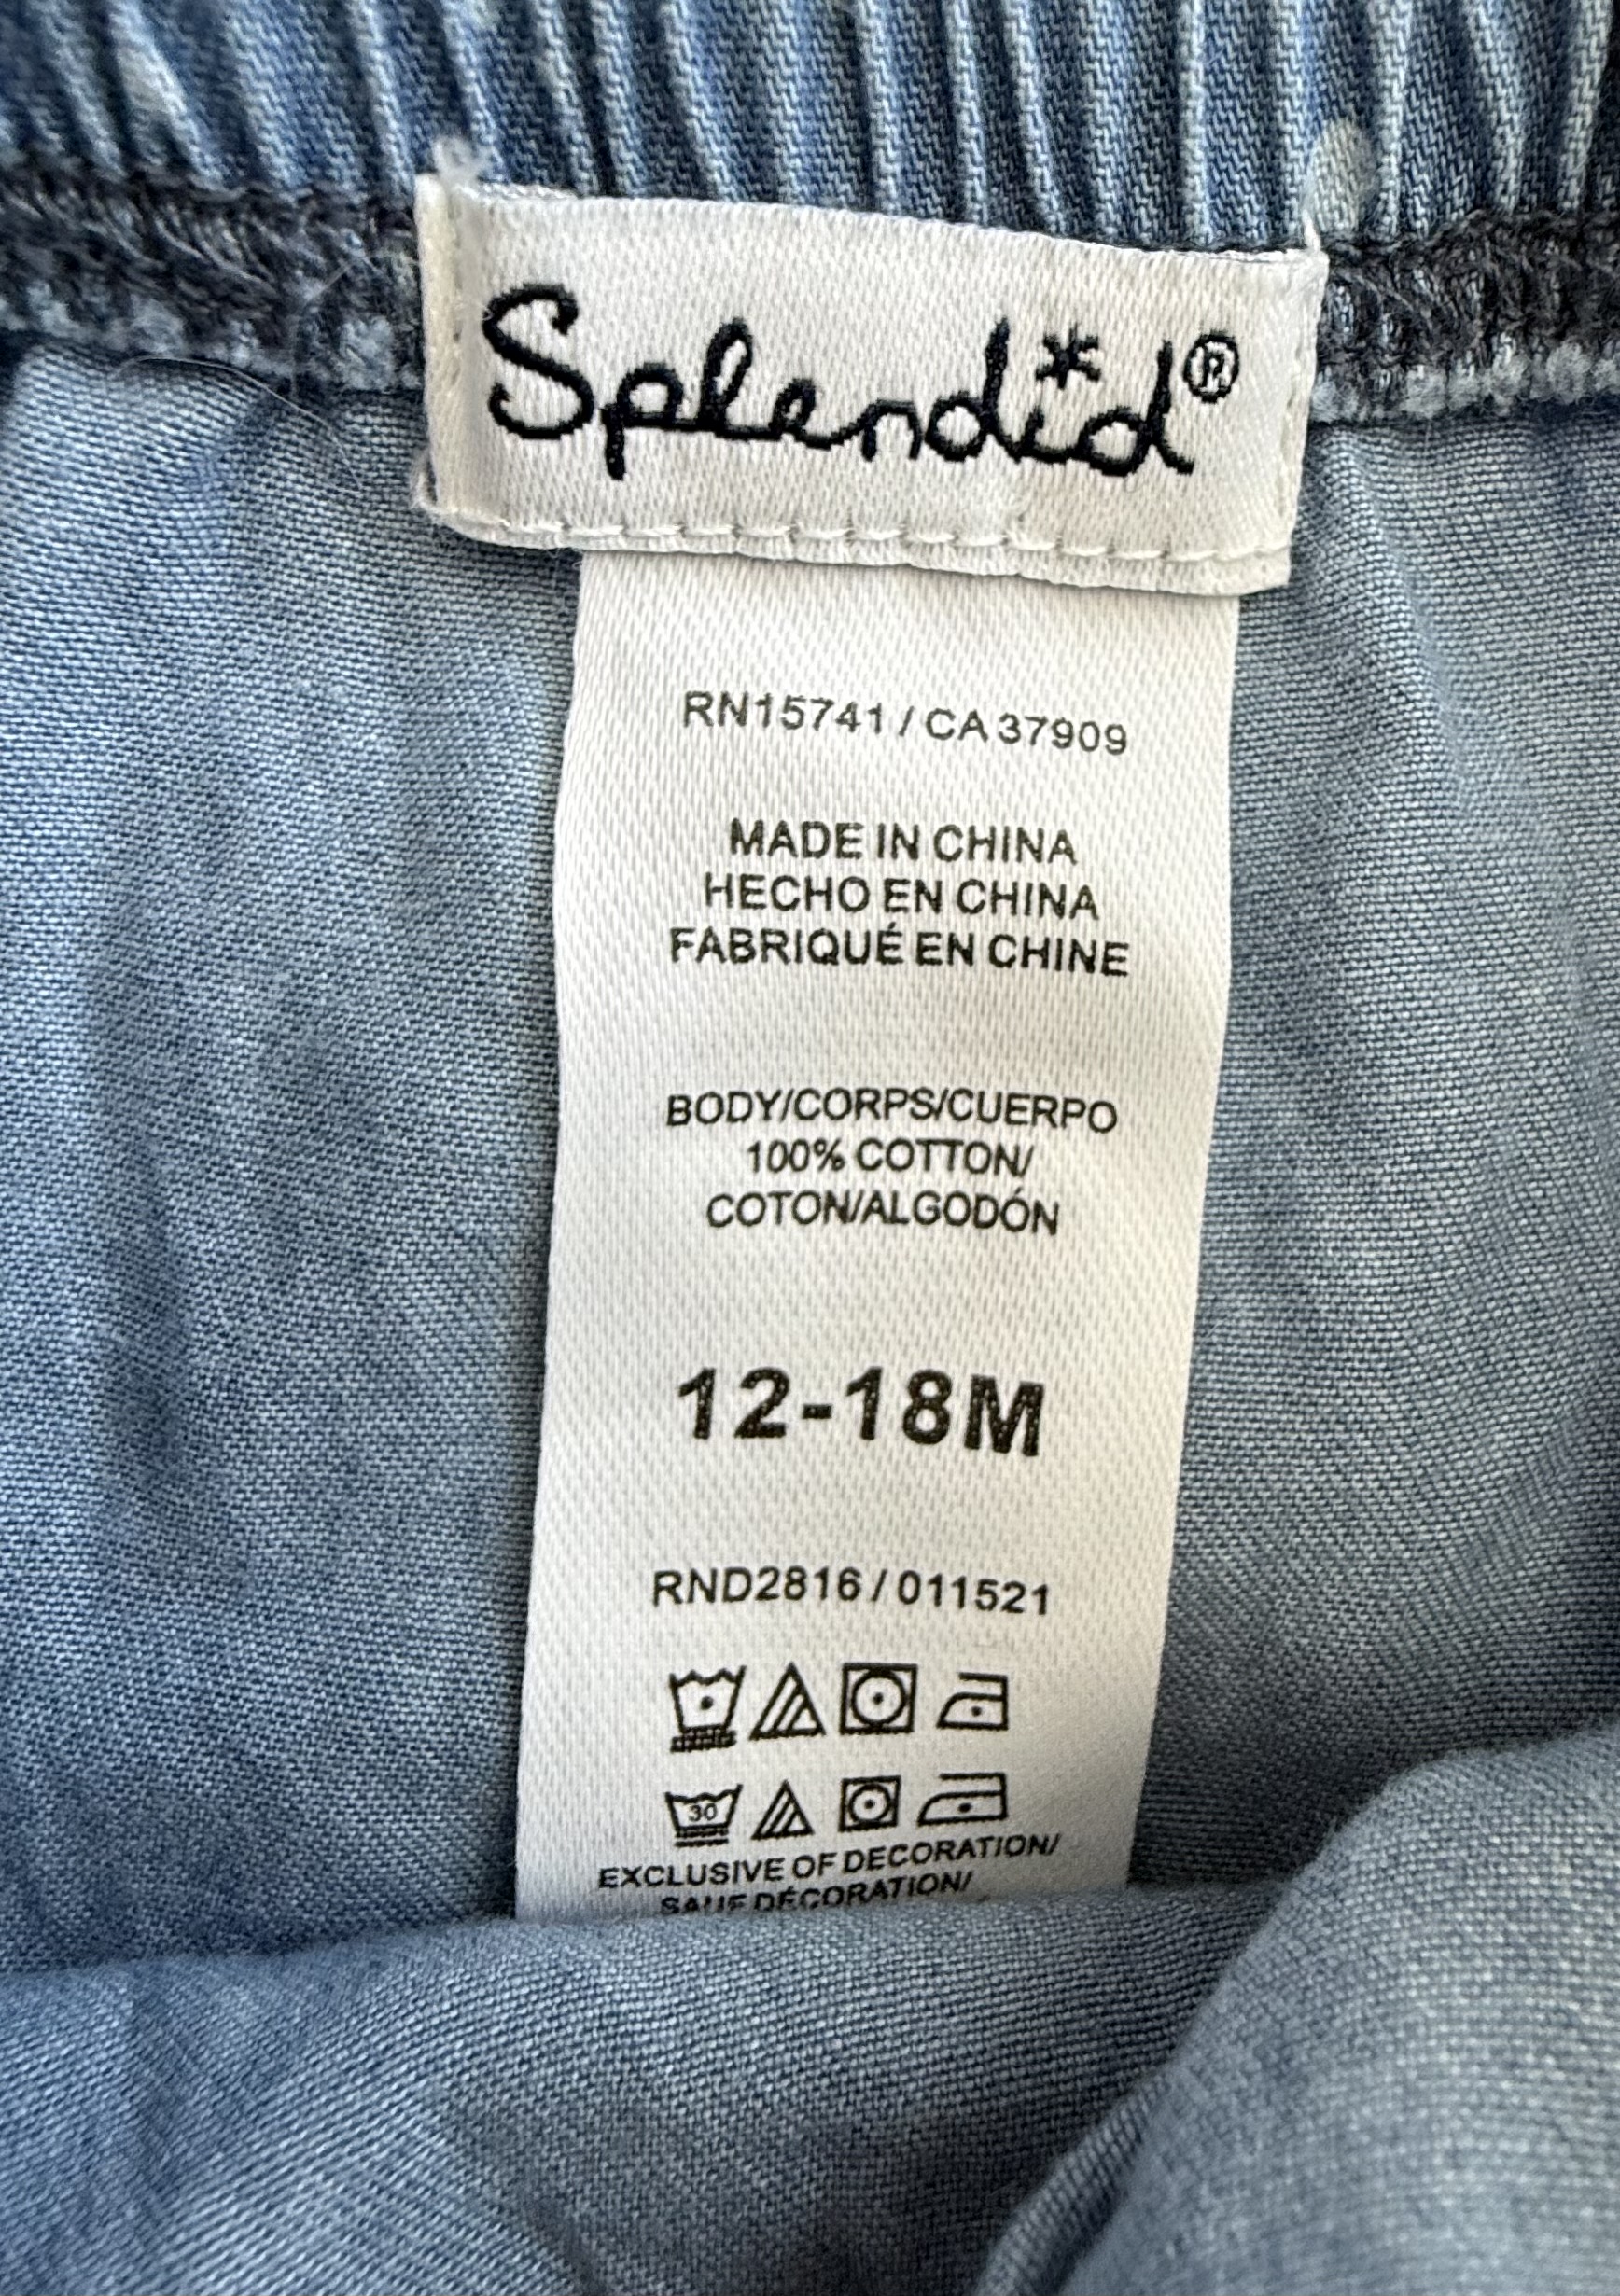 Splendid®
RN15741 / CA 37909
MADE IN CHINA
HECHO EN CHINA
FABRIQUÉ EN CHINE
BODY/CORPS/CUERPO
100% COTTON/
COTON/ALGODÓN
12-18M
RND2816 / 011521
30
EXCLUSIVE OF DECORATION/
SAUF DÉCORATION/